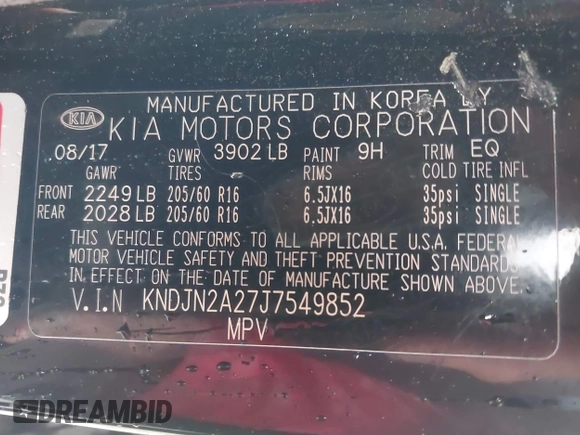 MANUFACTURED IN KOREA BY
KIA KIA MOTORS CORPORATION
08/17 GVWR 3902 LB PAINT 9H TRIM EQ
GAWR TIRES RIMS COLD TIRE INFL
FRONT 2249 LB 205/60 R16 6.5JX16 35psi SINGLE
REAR 2028 LB 205/60 R16 6.5JX16 35psi SINGLE
THIS VEHICLE CONFORMS TO ALL APPLICABLE U.S.A. FEDERAL
MOTOR VEHICLE SAFETY AND THEFT PREVENTION STANDARDS
IN EFFECT ON THE DATE OF MANUFACTURE SHOWN ABOVE.
V.I.N KNDJN2A27J7549852
MPV
DREAMBID